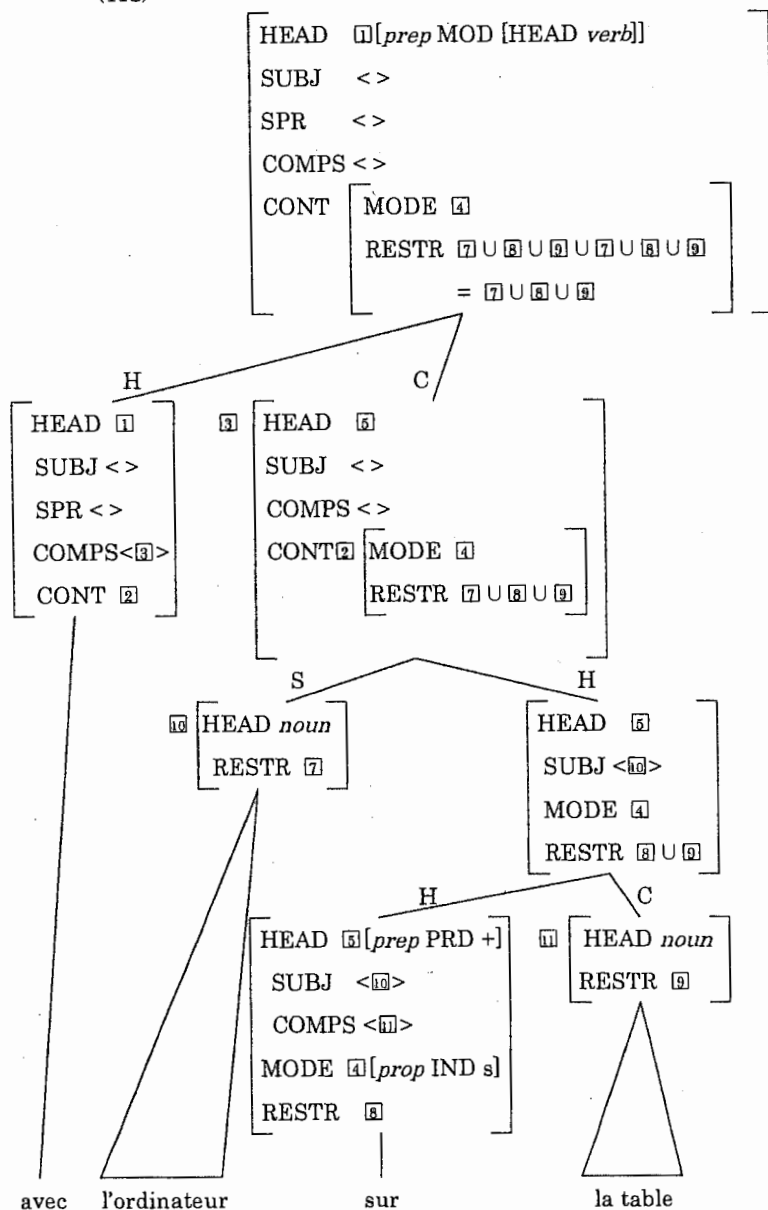 HEAD 1[prep MOD [HEAD verb]]
SUBJ < >
SPR < >
COMPS < >
CONT MODE 4
RESTR 7 ∪ 8 ∪ 9 ∪ 7 ∪ 8 ∪ 9
= 7 ∪ 8 ∪ 9
H C
HEAD 1 3 HEAD 5
SUBJ < > SUBJ < >
SPR < > COMPS < >
COMPS<3> CONT 2 MODE 4
CONT 2 RESTR 7 ∪ 8 ∪ 9
S H
10 HEAD noun HEAD 5
RESTR 7 SUBJ <10>
MODE 4
RESTR 8 ∪ 9
H C
HEAD 5[prep PRD +] 11 HEAD noun
SUBJ <10> RESTR 9
COMPS <11>
MODE 4[prop IND s]
RESTR 8
avec l'ordinateur sur la table